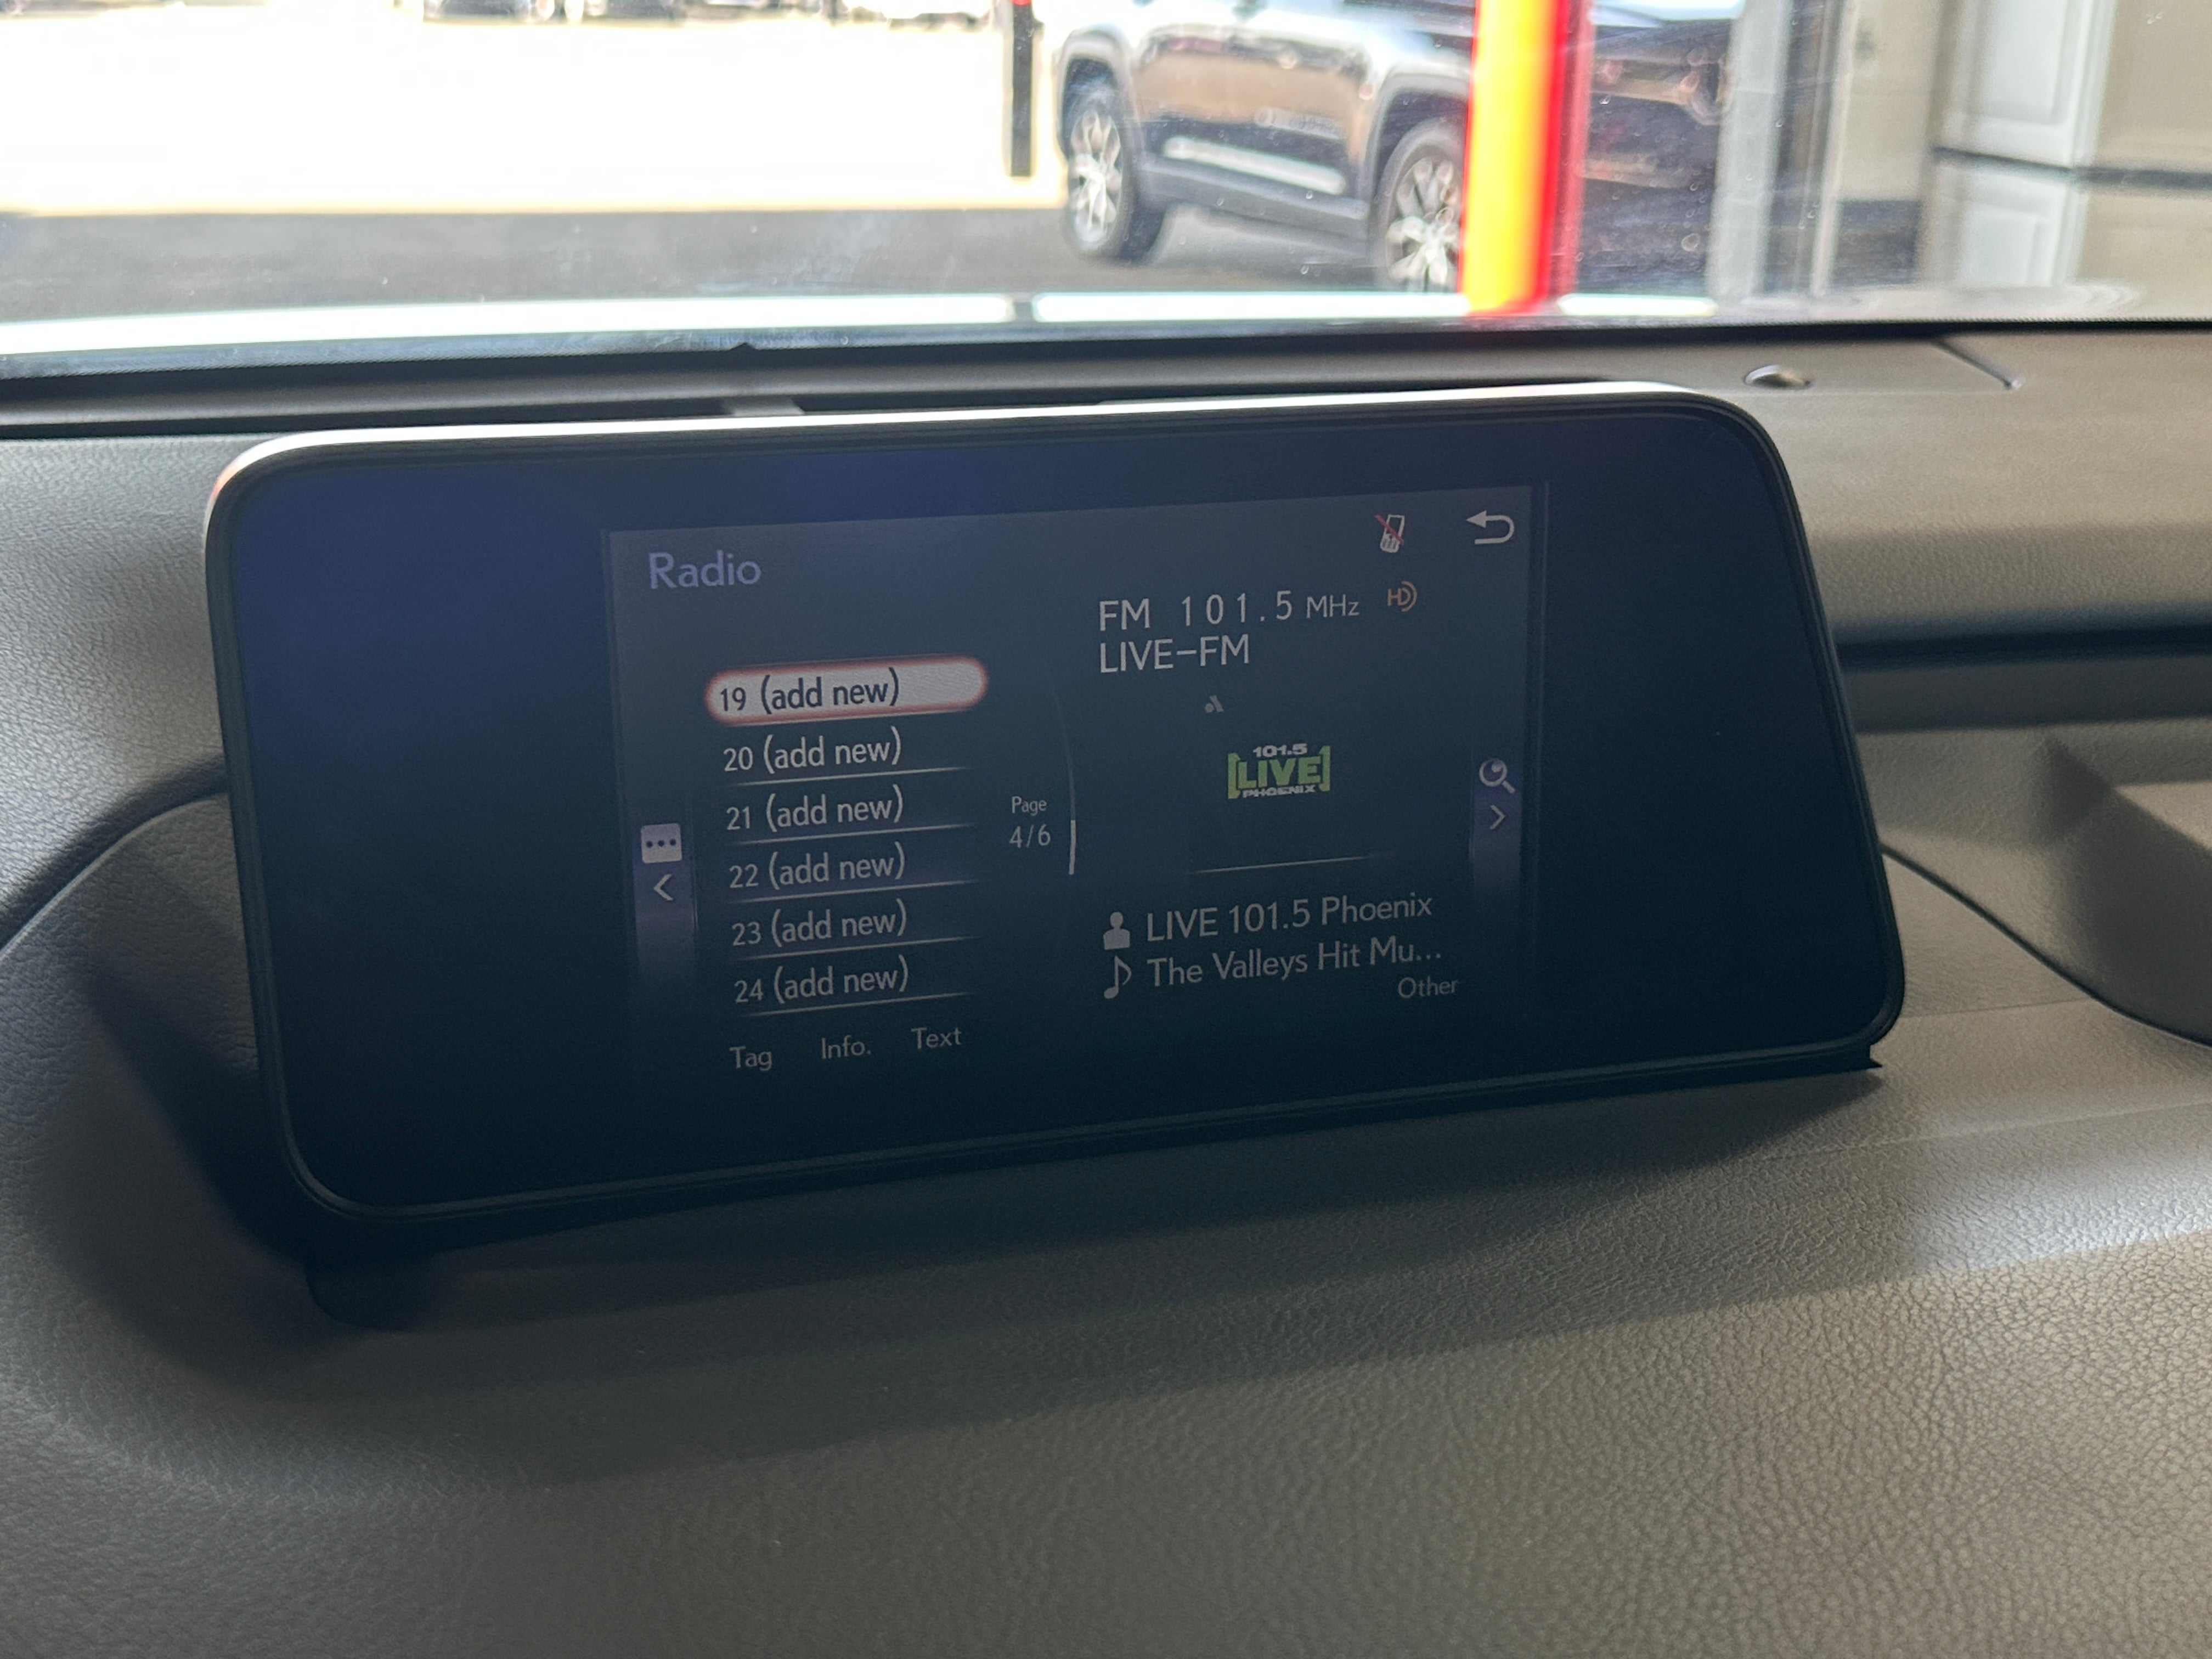 Radio
FM 101.5 MHz HD
LIVE-FM
19 (add new)
20 (add new)
21 (add new)
22 (add new)
23 (add new)
24 (add new)
Page
4/6
101.5
LIVE
PHOENIX
LIVE 101.5 Phoenix
The Valleys Hit Mu...
Other
Tag Info. Text